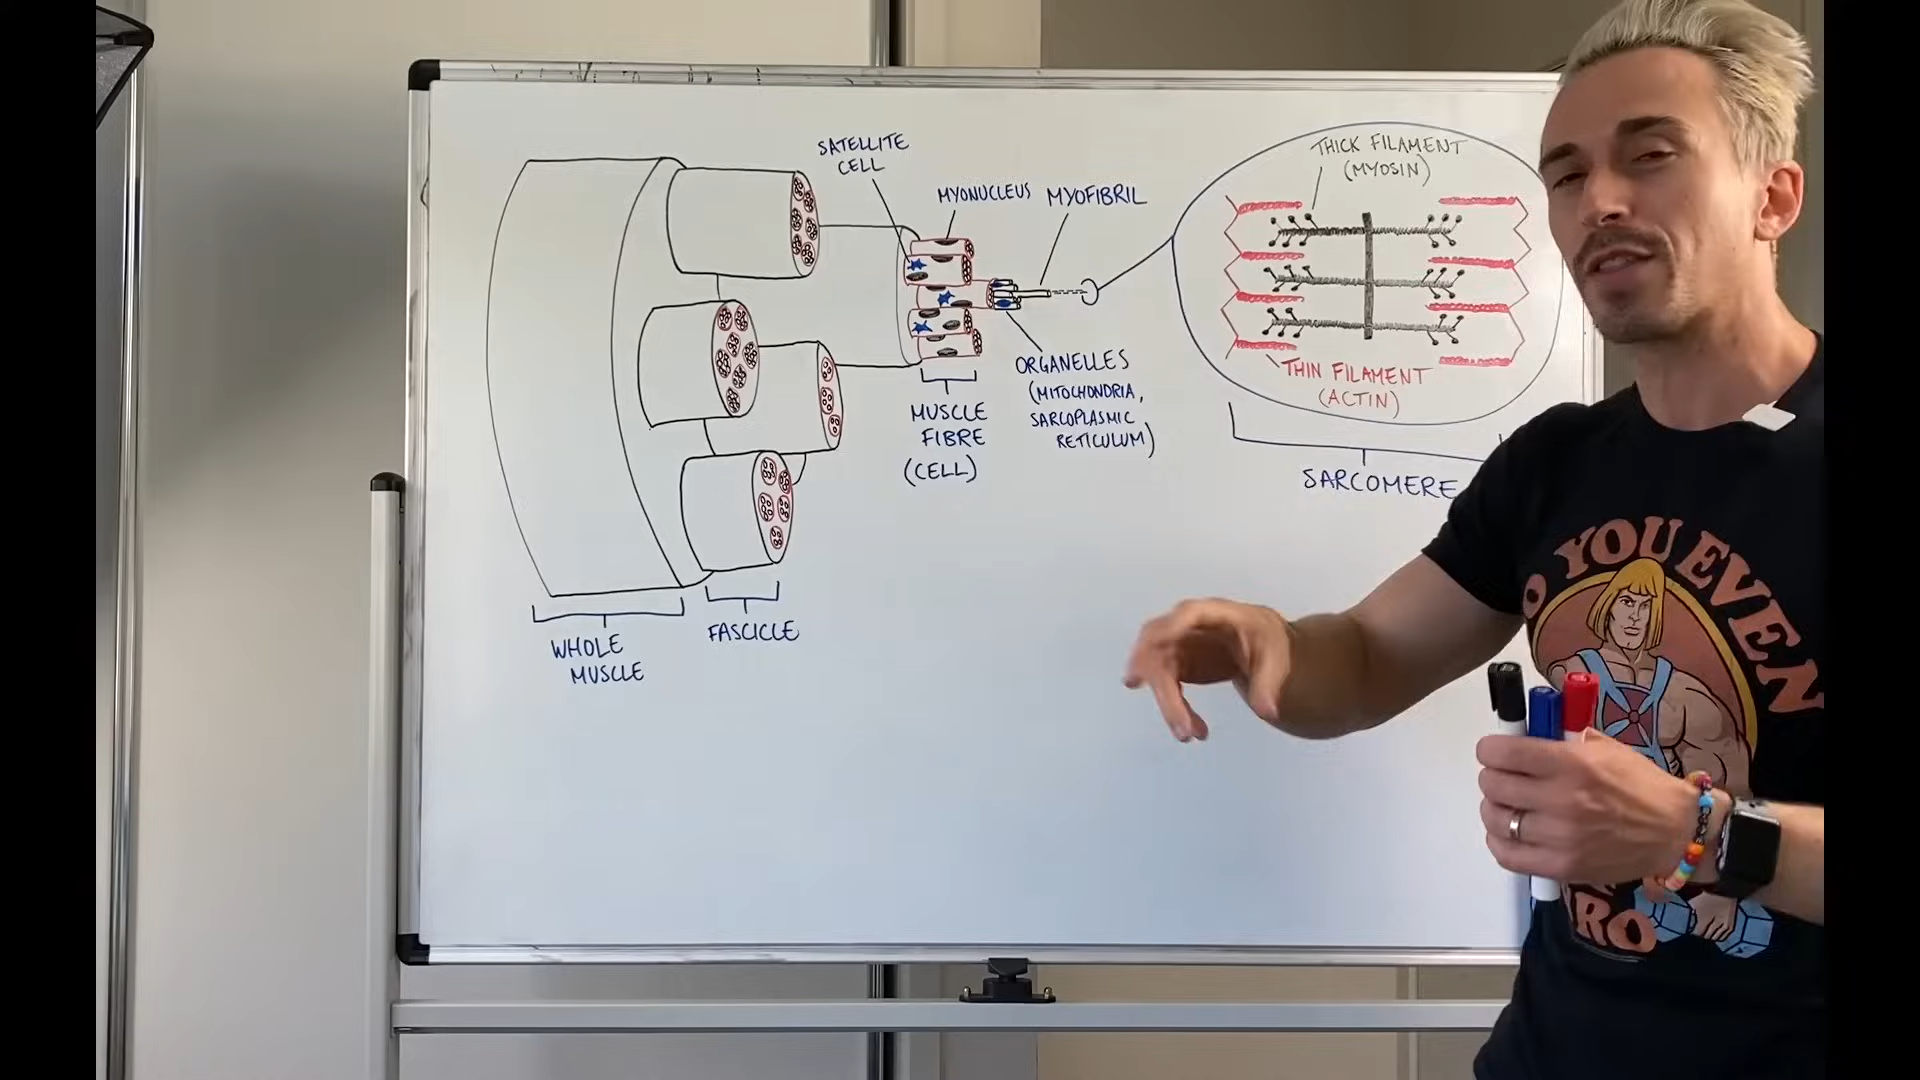 SATELLITE
CELL
MYONUCLEUS
MYOFIBRIL
THICK FILAMENT
(MYOSIN)
THIN FILAMENT
(ACTIN)
ORGANELLES
(MITOCHONDRIA,
SARCOPLASMIC
RETICULUM)
MUSCLE
FIBRE
(CELL)
SARCOMERE
WHOLE
MUSCLE
FASCICLE
YOU EVEN